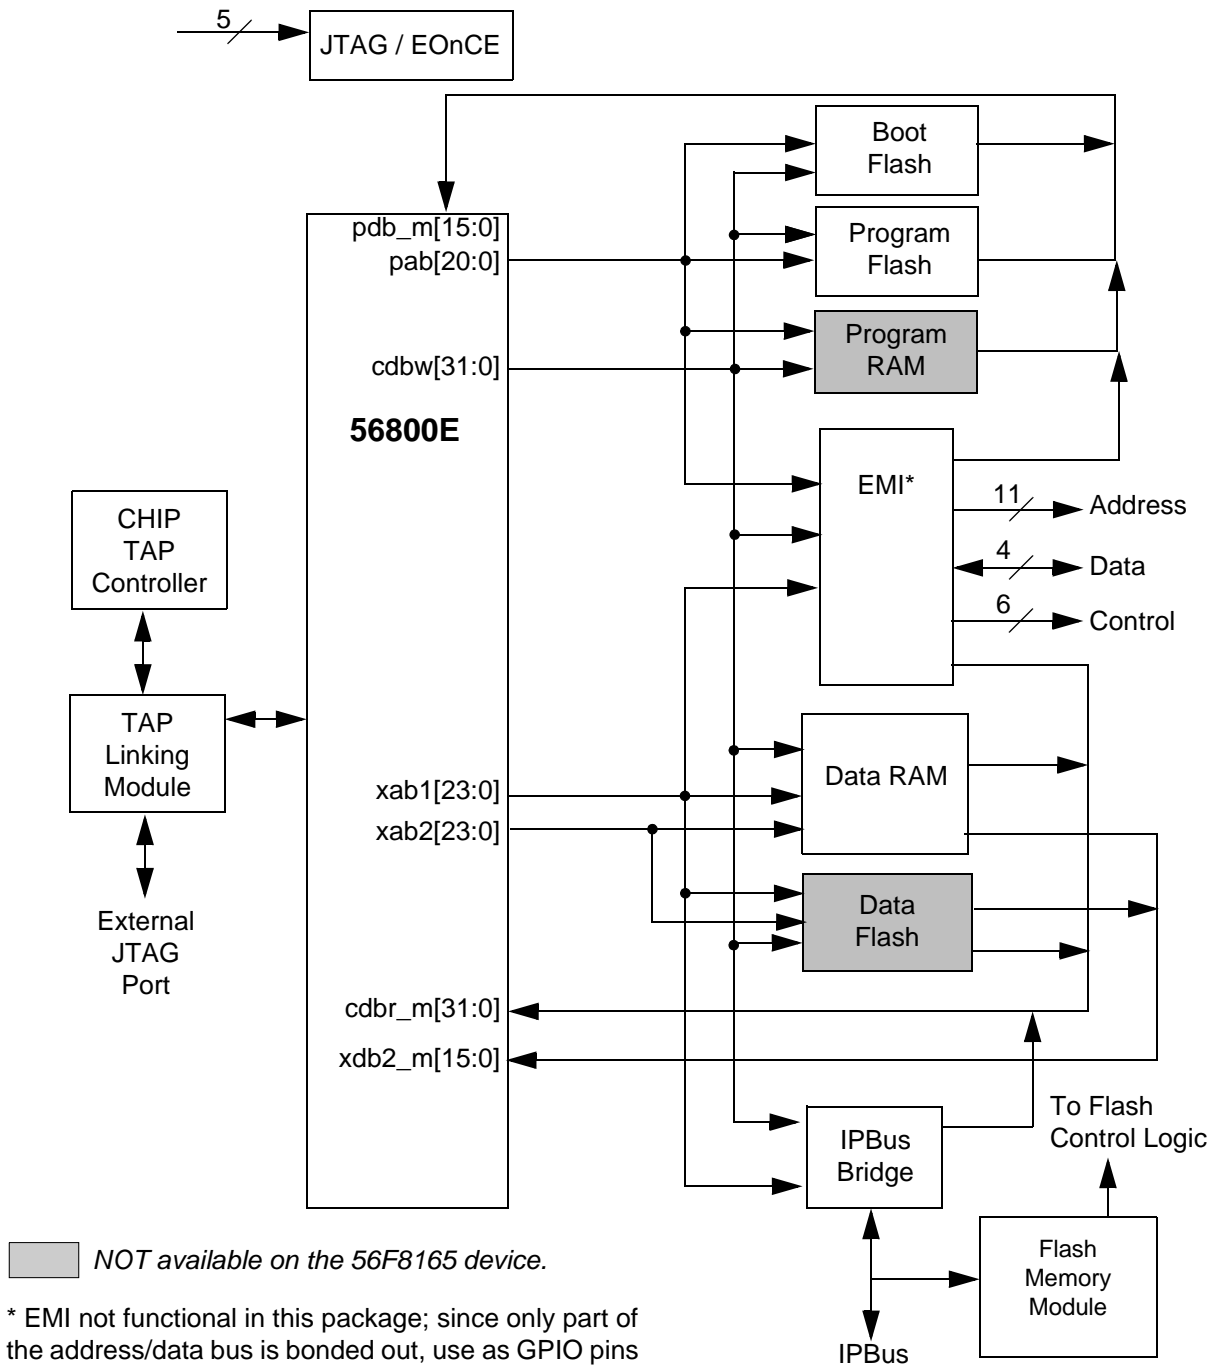 5
JTAG / EOnCE
Boot
Flash
pdb_m[15:0]
pab[20:0]
Program
Flash
Program
RAM
cdbw[31:0]
56800E
EMI*
11
Address
4
Data
6
Control
CHIP
TAP
Controller
TAP
Linking
Module
External
JTAG
Port
xab1[23:0]
xab2[23:0]
Data RAM
Data
Flash
cdbr_m[31:0]
xdb2_m[15:0]
IPBus
Bridge
To Flash
Control Logic
Flash
Memory
Module
IPBus
NOT available on the 56F8165 device.
* EMI not functional in this package; since only part of
the address/data bus is bonded out, use as GPIO pins